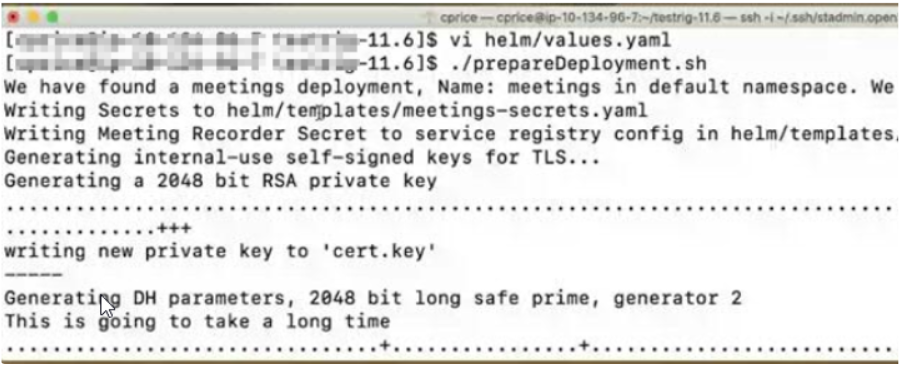 cprice — cprice@ip-10-134-96-7:~/testrig-11.6 — ssh -i ~/.ssh/stadmin.open
-11.6]$ vi helm/values.yaml
-11.6]$ ./prepareDeployment.sh
We have found a meetings deployment, Name: meetings in default namespace. We
Writing Secrets to helm/templates/meetings-secrets.yaml
Writing Meeting Recorder Secret to service registry config in helm/templates
Generating internal-use self-signed keys for TLS...
Generating a 2048 bit RSA private key
................................................................................
.............+++
writing new private key to 'cert.key'
-----
Generating DH parameters, 2048 bit long safe prime, generator 2
This is going to take a long time
.................................+................+...........................